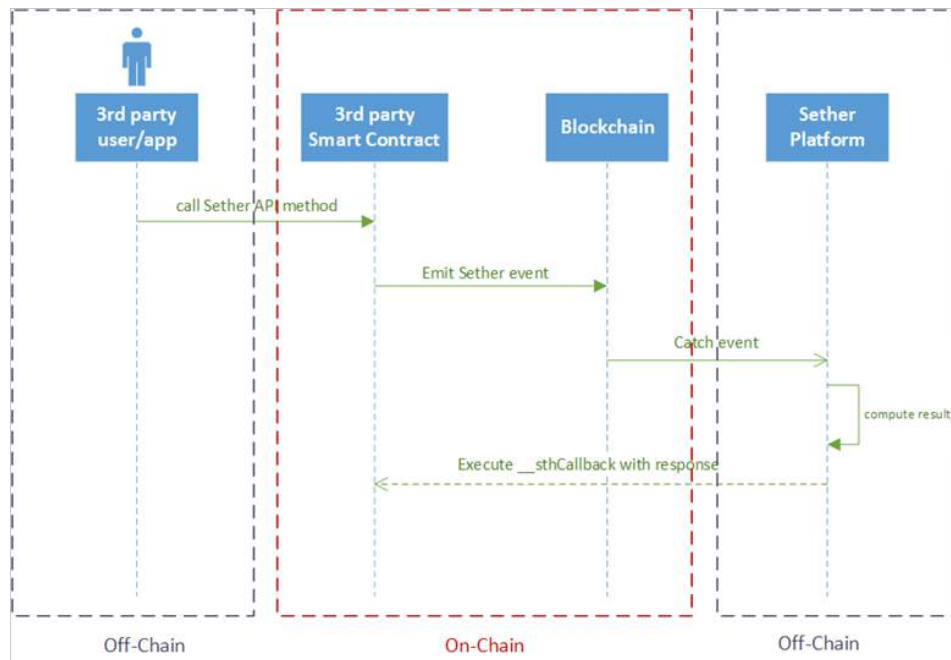 3rd party
user/app
3rd party
Smart Contract
Blockchain
Sether
Platform
call Sether API method
Emit Sether event
Catch event
compute result
Execute __sthCallback with response
Off-Chain
On-Chain
Off-Chain